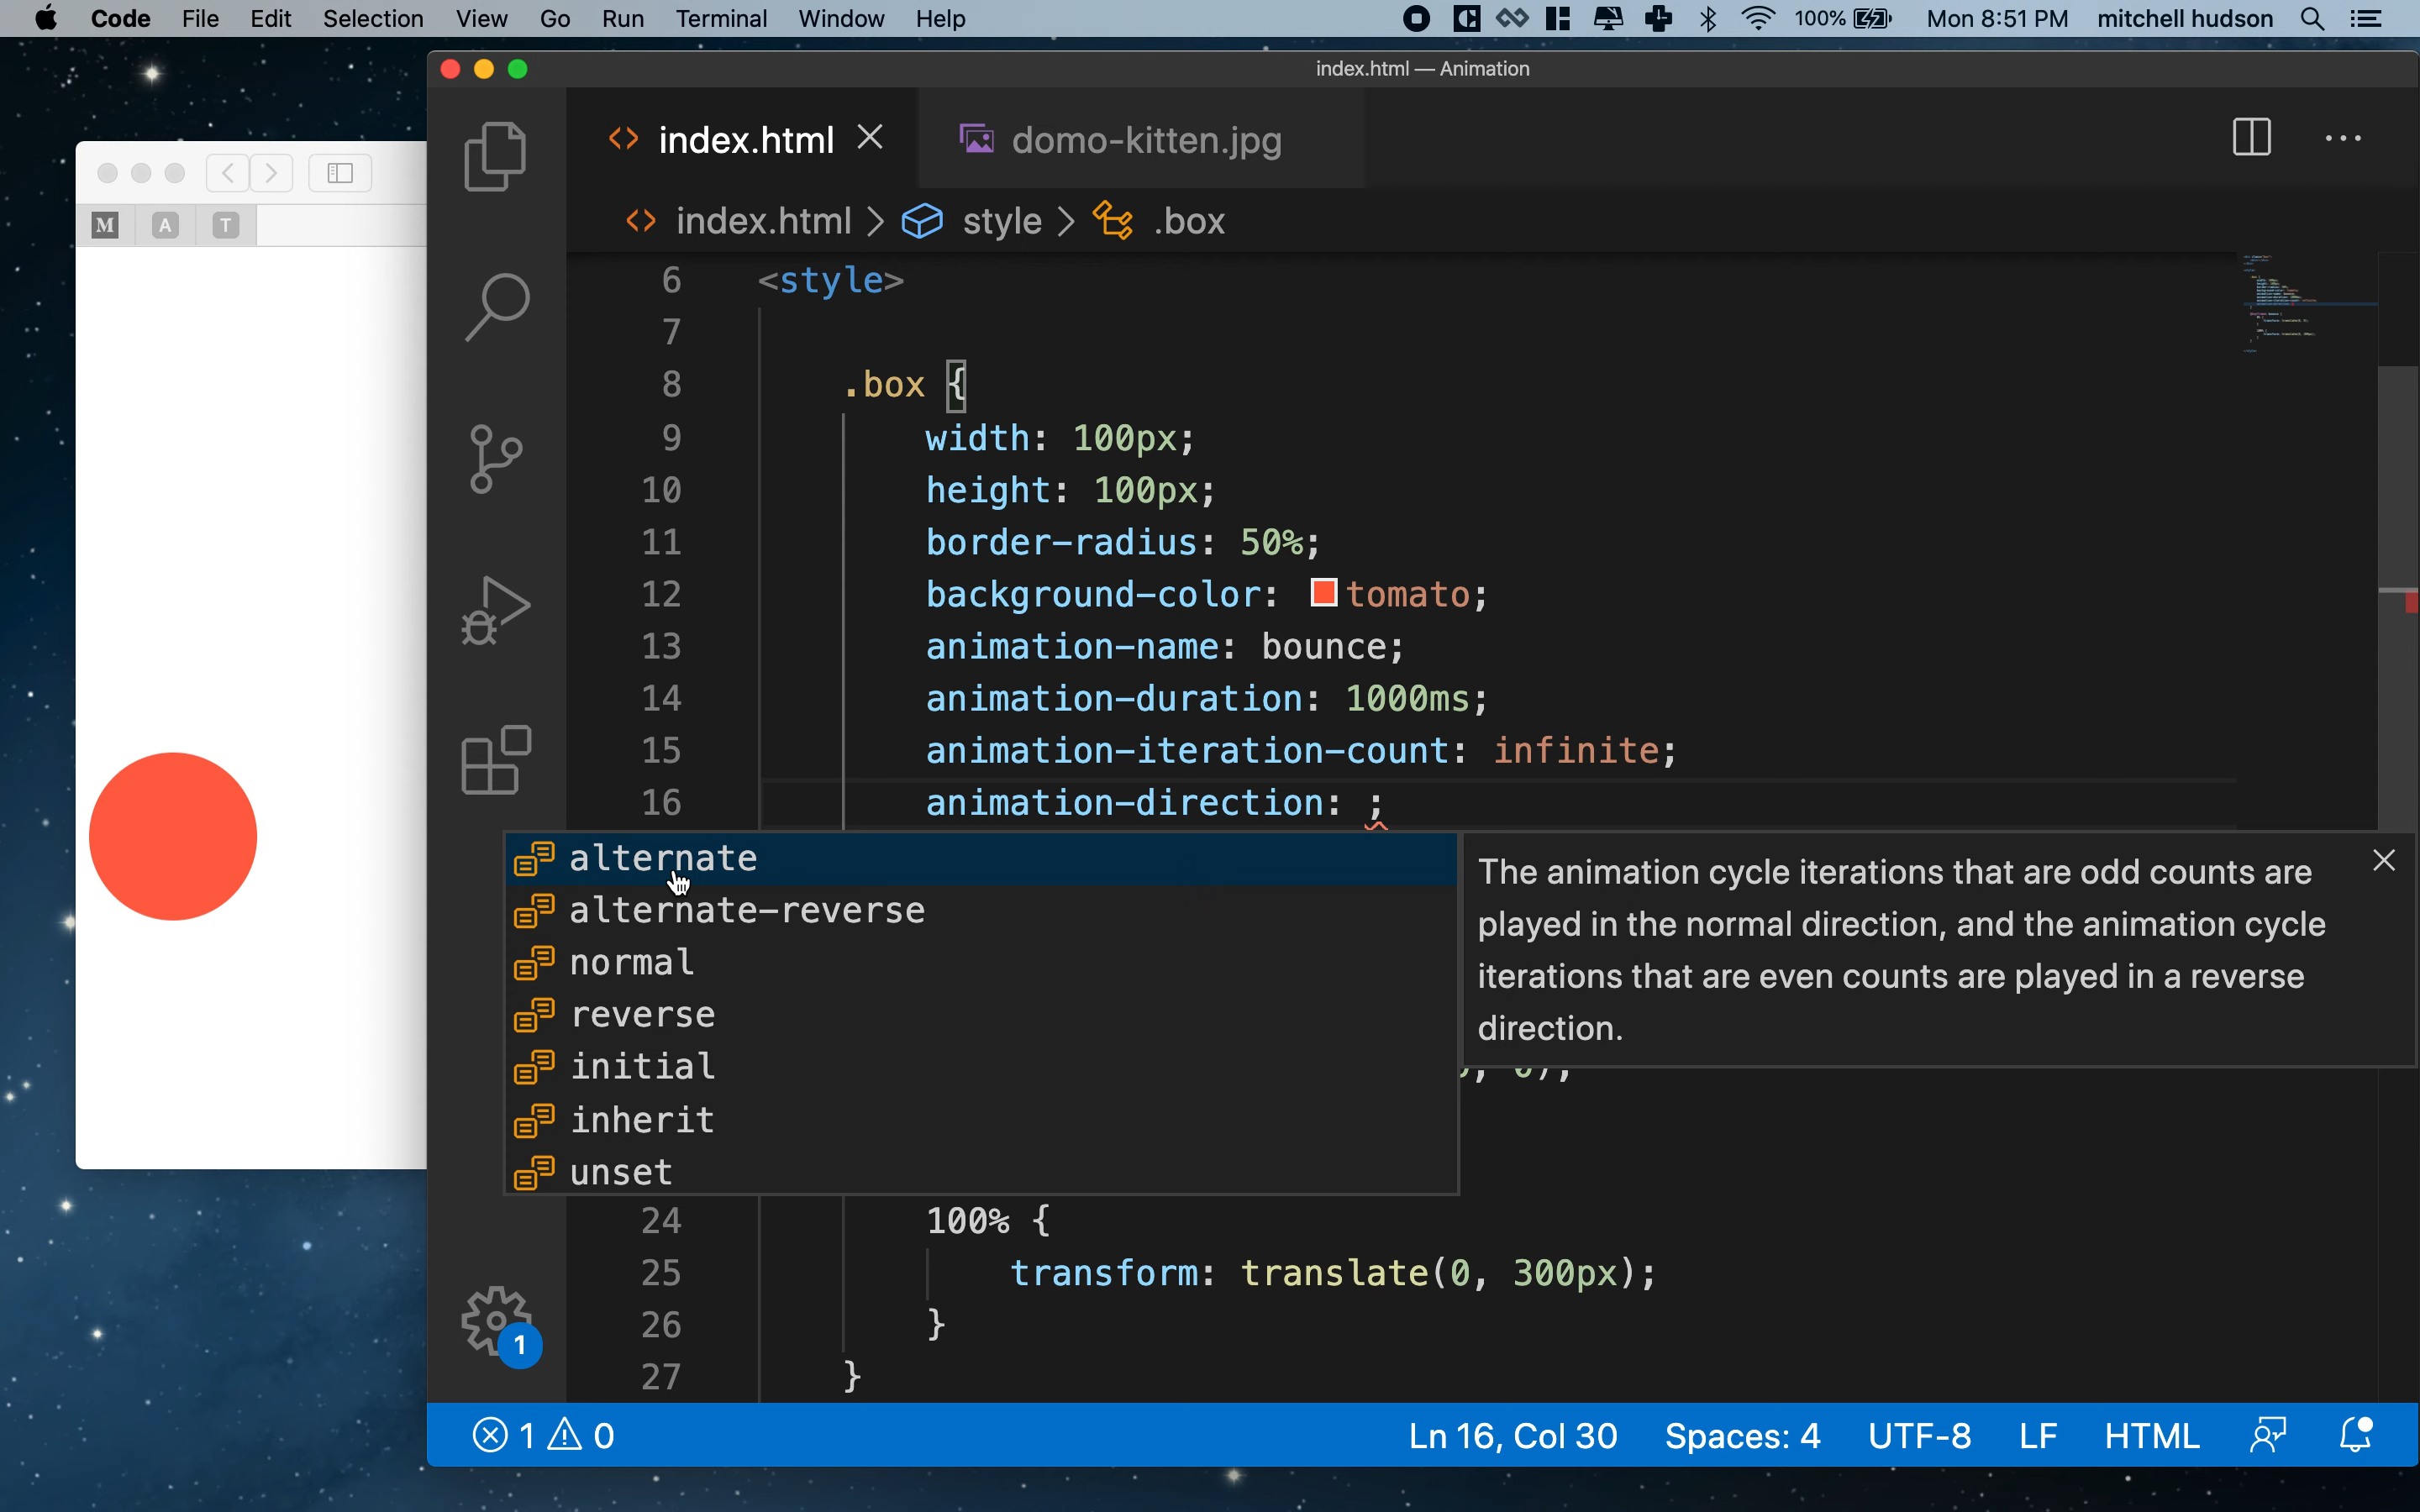 Code File Edit Selection View Go Run Terminal Window Help 100% Mon 8:51 PM mitchell hudson
index.html — Animation
index.html domo-kitten.jpg
M A T
index.html > style > .box
6 <style>
7
8 .box {
9 width: 100px;
10 height: 100px;
11 border-radius: 50%;
12 background-color: tomato;
13 animation-name: bounce;
14 animation-duration: 1000ms;
15 animation-iteration-count: infinite;
16 animation-direction: ;
alternate
alternate-reverse
normal
reverse
initial
inherit
unset
The animation cycle iterations that are odd counts are
played in the normal direction, and the animation cycle
iterations that are even counts are played in a reverse
direction.
24 100% {
25 transform: translate(0, 300px);
26 }
27 }
1
1 0 Ln 16, Col 30 Spaces: 4 UTF-8 LF HTML